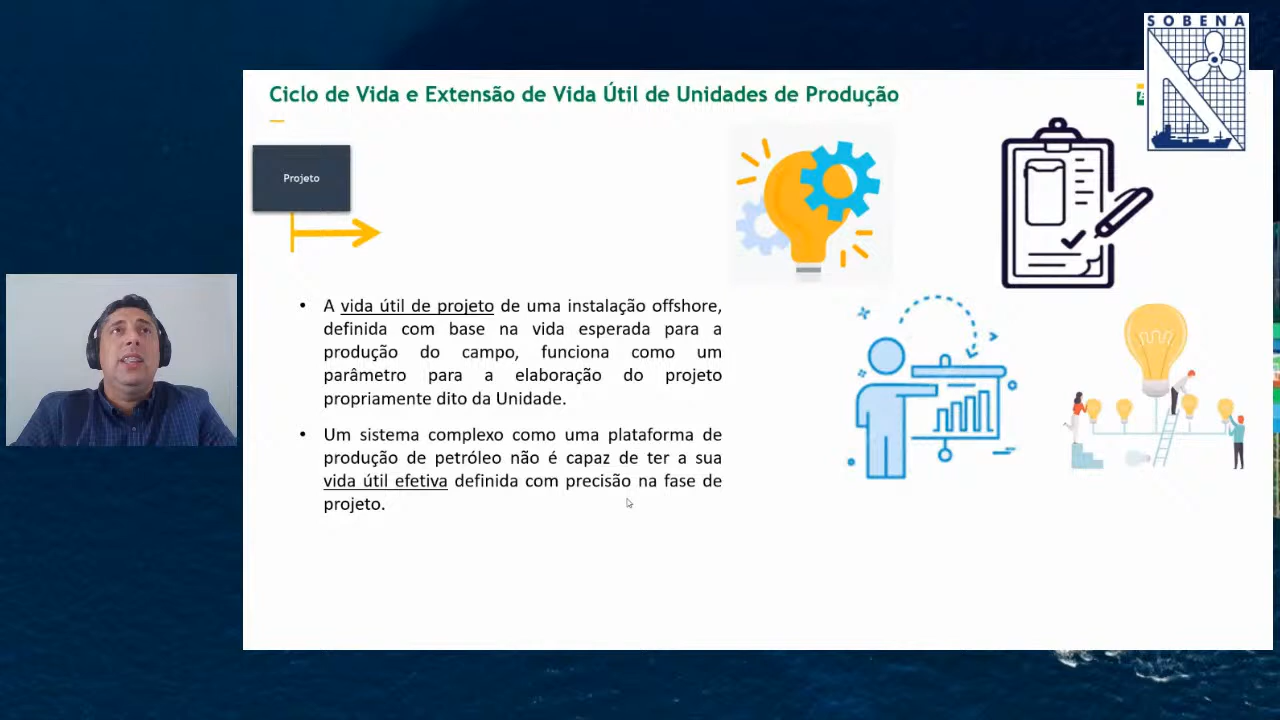 SOBENA
Ciclo de Vida e Extensão de Vida Útil de Unidades de Produção
Projeto
• A vida útil de projeto de uma instalação offshore,
definida com base na vida esperada para a
produção do campo, funciona como um
parâmetro para a elaboração do projeto
propriamente dito da Unidade.
• Um sistema complexo como uma plataforma de
produção de petróleo não é capaz de ter a sua
vida útil efetiva definida com precisão na fase de
projeto.